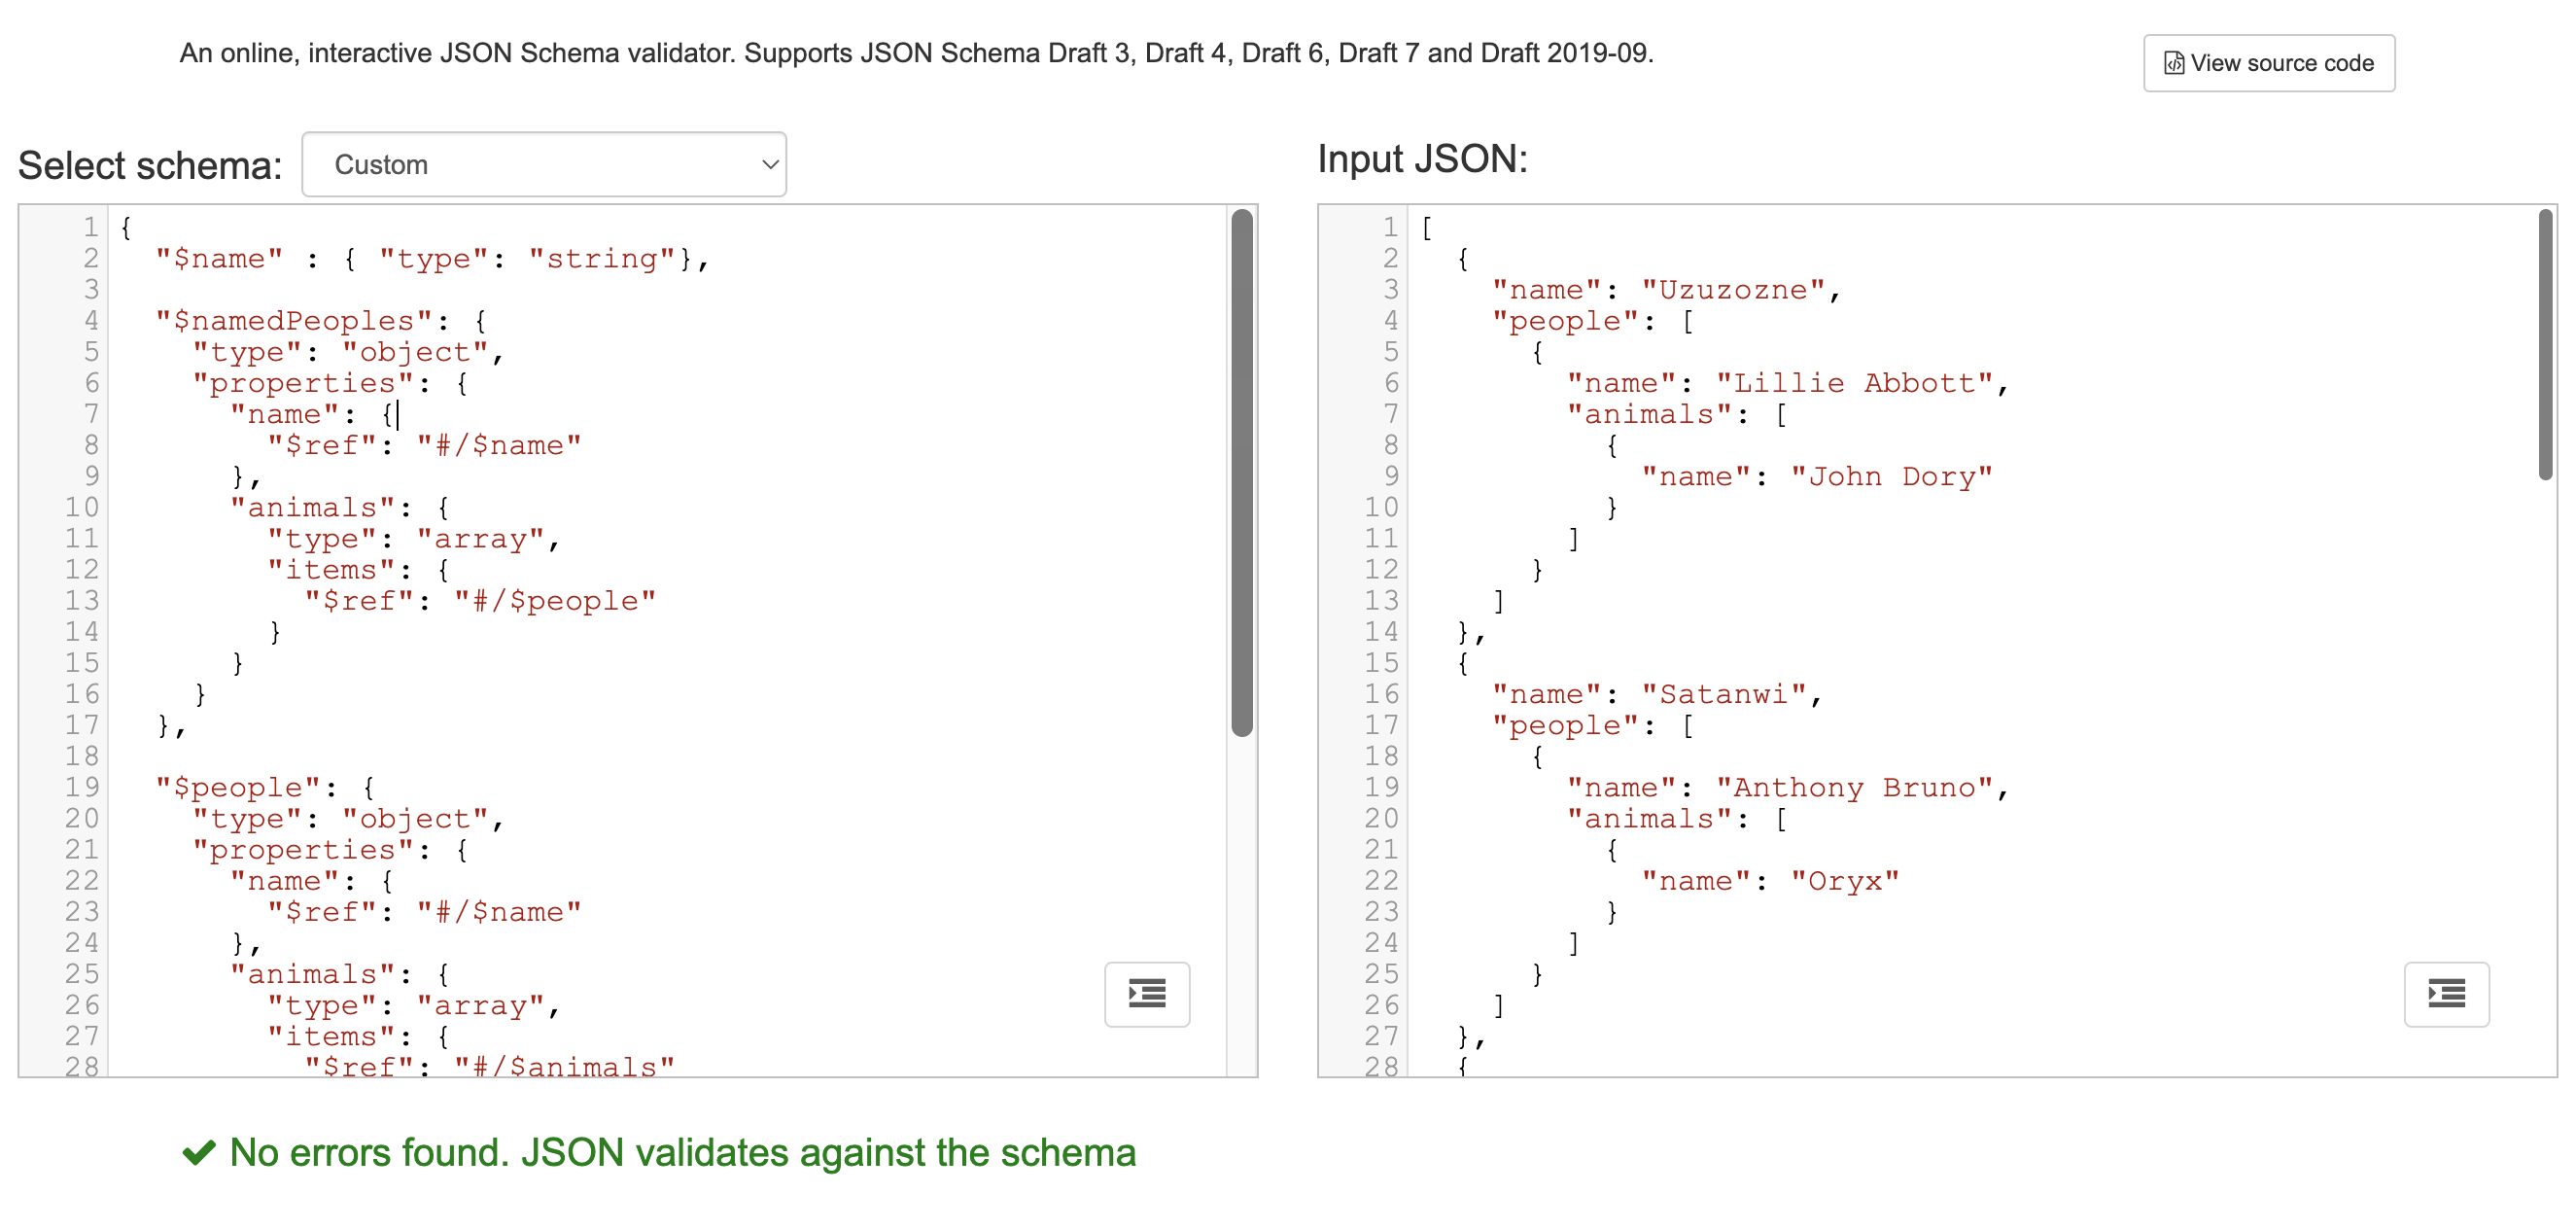 An online, interactive JSON Schema validator. Supports JSON Schema Draft 3, Draft 4, Draft 6, Draft 7 and Draft 2019-09.
View source code
Select schema: Custom
1 {
2   "$name" : { "type": "string"},
3
4   "$namedPeoples": {
5     "type": "object",
6     "properties": {
7       "name": {
8         "$ref": "#/$name"
9       },
10       "animals": {
11         "type": "array",
12         "items": {
13           "$ref": "#/$people"
14         }
15       }
16     }
17   },
18
19   "$people": {
20     "type": "object",
21     "properties": {
22       "name": {
23         "$ref": "#/$name"
24       },
25       "animals": {
26         "type": "array",
27         "items": {
28           "$ref": "#/$animals"
Input JSON:
1 [
2   {
3     "name": "Uzuzozne",
4     "people": [
5       {
6         "name": "Lillie Abbott",
7         "animals": [
8           {
9             "name": "John Dory"
10           }
11         ]
12       }
13     ]
14   },
15   {
16     "name": "Satanwi",
17     "people": [
18       {
19         "name": "Anthony Bruno",
20         "animals": [
21           {
22             "name": "Oryx"
23           }
24         ]
25       }
26     ]
27   },
28   {
No errors found. JSON validates against the schema